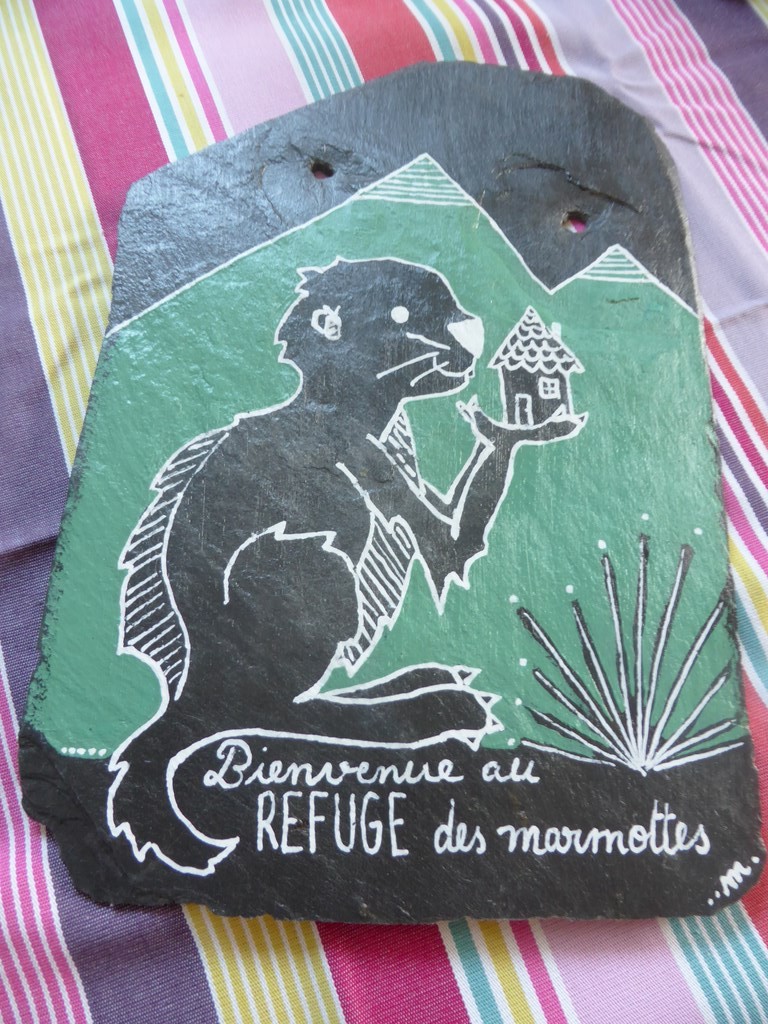 Bienvenue au
REFUGE des marmottes
..m.